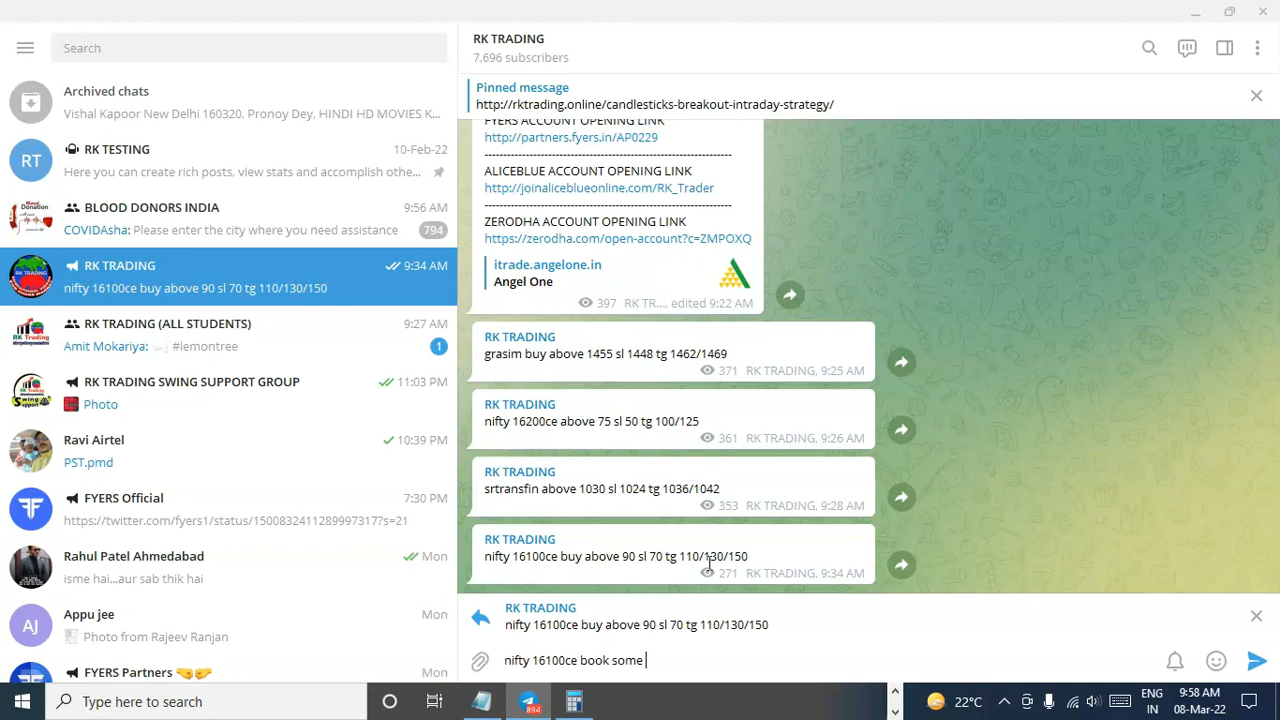 Search
Archived chats
Vishal Kapoor New Delhi 160320, Pronoy Dey, HINDI HD MOVIES K...
RT
RK TESTING
10-Feb-22
Here you can create rich posts, view stats and accomplish othe...
BLOOD DONORS INDIA
9:56 AM
COVIDAsha: Please enter the city where you need assistance
794
RK TRADING
9:34 AM
nifty 16100ce buy above 90 sl 70 tg 110/130/150
RK TRADING (ALL STUDENTS)
9:27 AM
Amit Mokariya: #lemontree
1
RK TRADING SWING SUPPORT GROUP
11:03 PM
Photo
Ravi Airtel
10:39 PM
PST.pmd
FYERS Official
7:30 PM
https://twitter.com/fyers1/status/1500832411289997317?s=21
Rahul Patel Ahmedabad
Mon
isme hai...aur sab thik hai
AJ
Appu jee
Mon
Photo from Rajeev Ranjan
FYERS Partners
Mon
RK TRADING
7,696 subscribers
Pinned message
http://rktrading.online/candlesticks-breakout-intraday-strategy/
FYERS ACCOUNT OPENING LINK
http://partners.fyers.in/AP0229
----------------------------------------------------------------
ALICEBLUE ACCOUNT OPENING LINK
http://joinaliceblueonline.com/RK_Trader
----------------------------------------------------------------
ZERODHA ACCOUNT OPENING LINK
https://zerodha.com/open-account?c=ZMPOXQ
itrade.angelone.in
Angel One
397 RK TR...., edited 9:22 AM
RK TRADING
grasim buy above 1455 sl 1448 tg 1462/1469
371 RK TRADING, 9:25 AM
RK TRADING
nifty 16200ce above 75 sl 50 tg 100/125
361 RK TRADING, 9:26 AM
RK TRADING
srtransfin above 1030 sl 1024 tg 1036/1042
353 RK TRADING, 9:28 AM
RK TRADING
nifty 16100ce buy above 90 sl 70 tg 110/130/150
271 RK TRADING, 9:34 AM
RK TRADING
nifty 16100ce buy above 90 sl 70 tg 110/130/150
nifty 16100ce book some
Type here to search
894
22°C
ENG
IN
9:58 AM
08-Mar-22